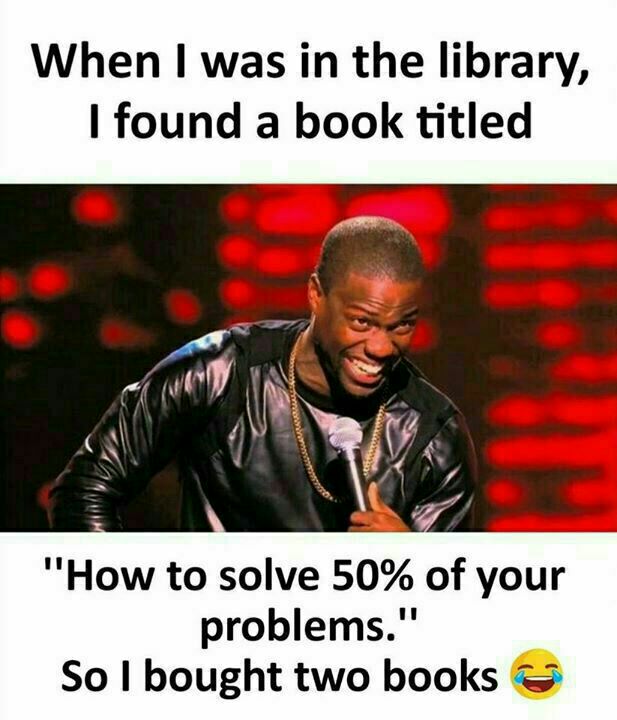 When I was in the library,
I found a book titled
"How to solve 50% of your
problems."
So I bought two books 😂